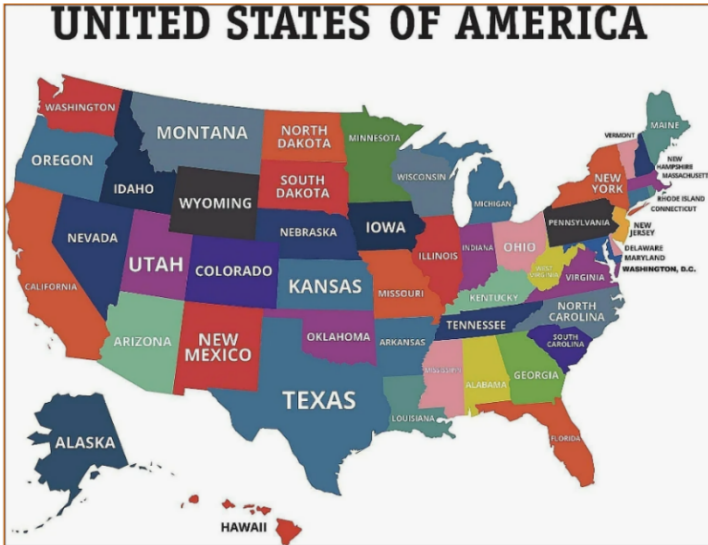 UNITED STATES OF AMERICA
WASHINGTON
MONTANA
NORTH
DAKOTA
MINNESOTA
MAINE
VERMONT
OREGON
IDAHO
SOUTH
DAKOTA
WISCONSIN
MICHIGAN
NEW
YORK
NEW
HAMPSHIRE
MASSACHUSETT
RHODE ISLAND
CONNECTICUT
WYOMING
IOWA
NEBRASKA
PENNSYLVANIA
NEW
JERSEY
NEVADA
UTAH
COLORADO
ILLINOIS
INDIANA
OHIO
DELAWARE
MARYLAND
WASHINGTON, D.C.
WEST
VIRGINIA
VIRGINIA
CALIFORNIA
KANSAS
MISSOURI
KENTUCKY
NORTH
CAROLINA
ARIZONA
NEW
MEXICO
OKLAHOMA
ARKANSAS
TENNESSEE
SOUTH
CAROLINA
TEXAS
MISSISSIPPI
ALABAMA
GEORGIA
LOUISIANA
FLORIDA
ALASKA
HAWAII